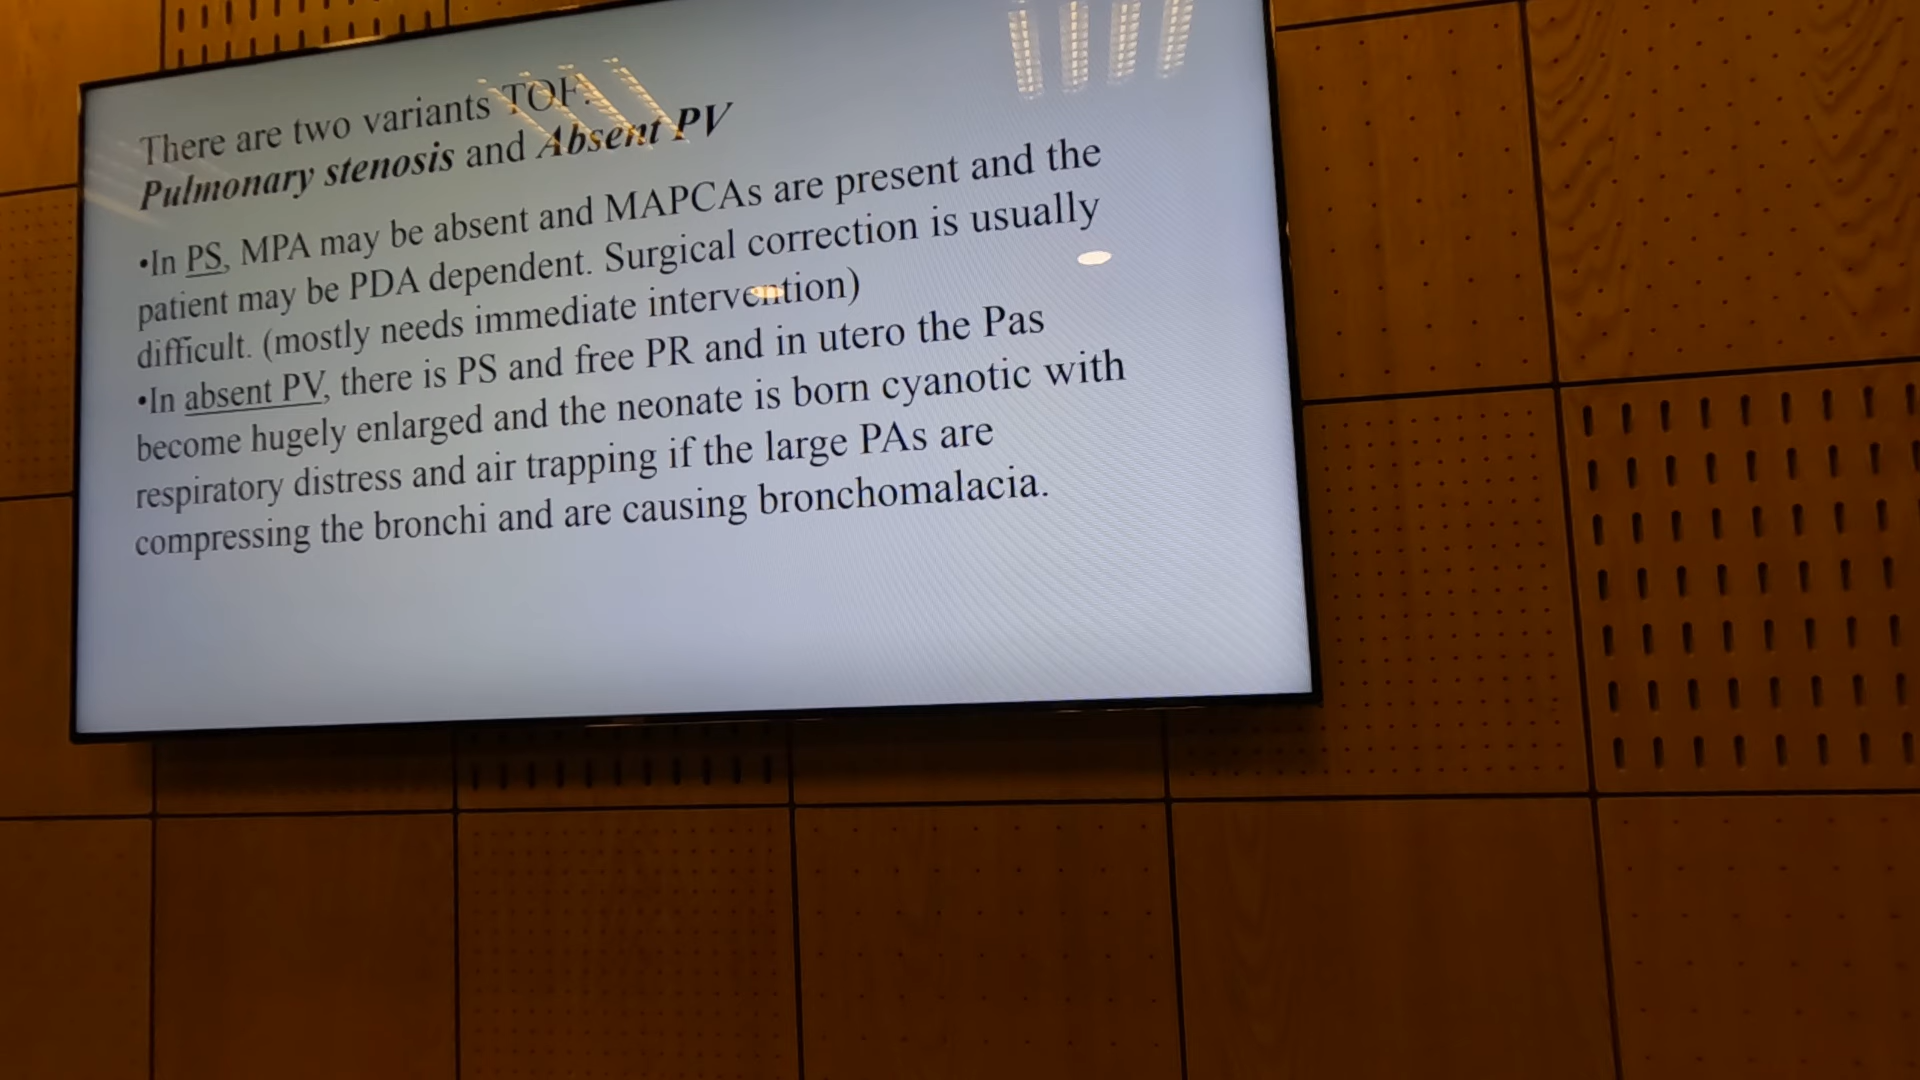 There are two variants TOF:
Pulmonary stenosis and Absent PV
•In PS, MPA may be absent and MAPCAs are present and the
patient may be PDA dependent. Surgical correction is usually
difficult. (mostly needs immediate intervention)
•In absent PV, there is PS and free PR and in utero the Pas
become hugely enlarged and the neonate is born cyanotic with
respiratory distress and air trapping if the large PAs are
compressing the bronchi and are causing bronchomalacia.